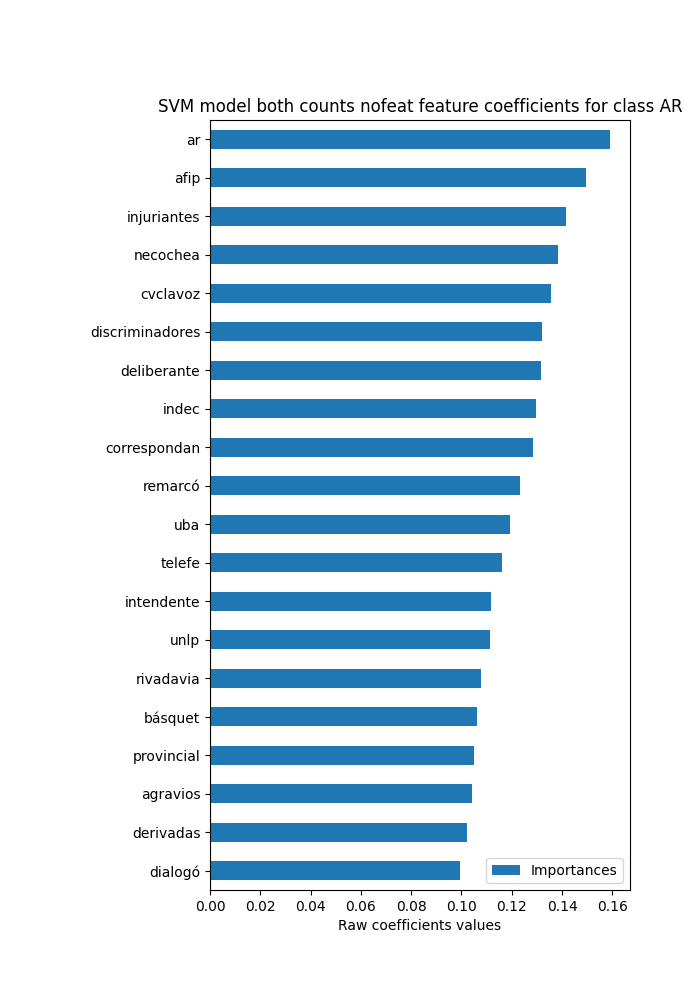 SVM model both counts nofeat feature coefficients for class AR
ar
afip
injuriantes
necochea
cvclavoz
discriminadores
deliberante
indec
correspondan
remarcó
uba
telefe
intendente
unlp
rivadavia
básquet
provincial
agravios
derivadas
dialogó
Importances
0.00 0.02 0.04 0.06 0.08 0.10 0.12 0.14 0.16
Raw coefficients values